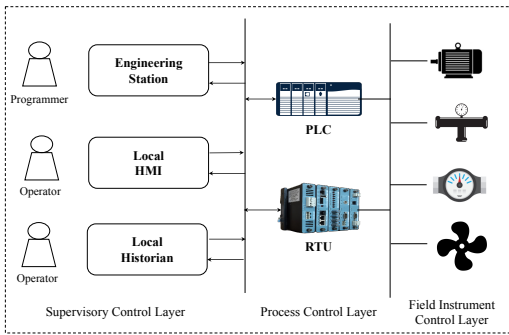 Programmer
Engineering
Station
PLC
Operator
Local
HMI
Operator
Local
Historian
RTU
Supervisory Control Layer
Process Control Layer
Field Instrument
Control Layer